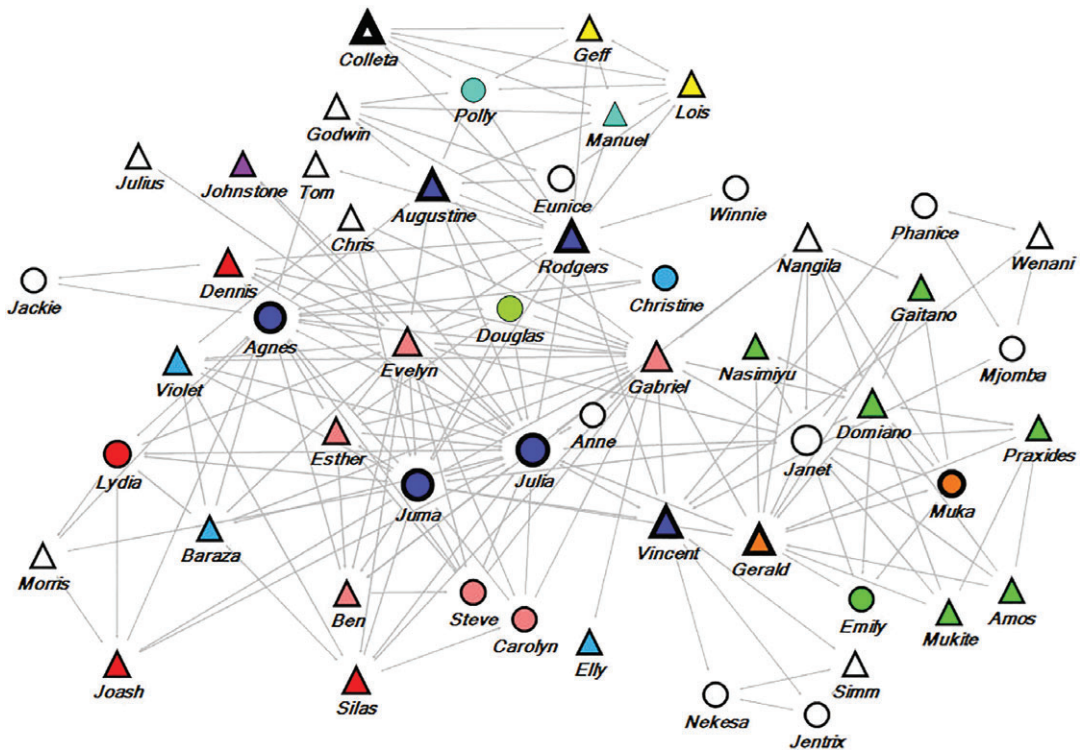 Colleta
Geff
Polly
Lois
Godwin
Manuel
Julius
Johnstone
Tom
Augustine
Eunice
Winnie
Chris
Phanice
Rodgers
Nangila
Wenani
Dennis
Jackie
Christine
Gaitano
Agnes
Douglas
Violet
Evelyn
Gabriel
Nasimiyu
Mjomba
Anne
Domiano
Esther
Janet
Praxides
Lydia
Julia
Juma
Muka
Baraza
Vincent
Gerald
Morris
Ben
Steve
Carolyn
Emily
Mukite
Amos
Elly
Joash
Silas
Simm
Nekesa
Jentrix